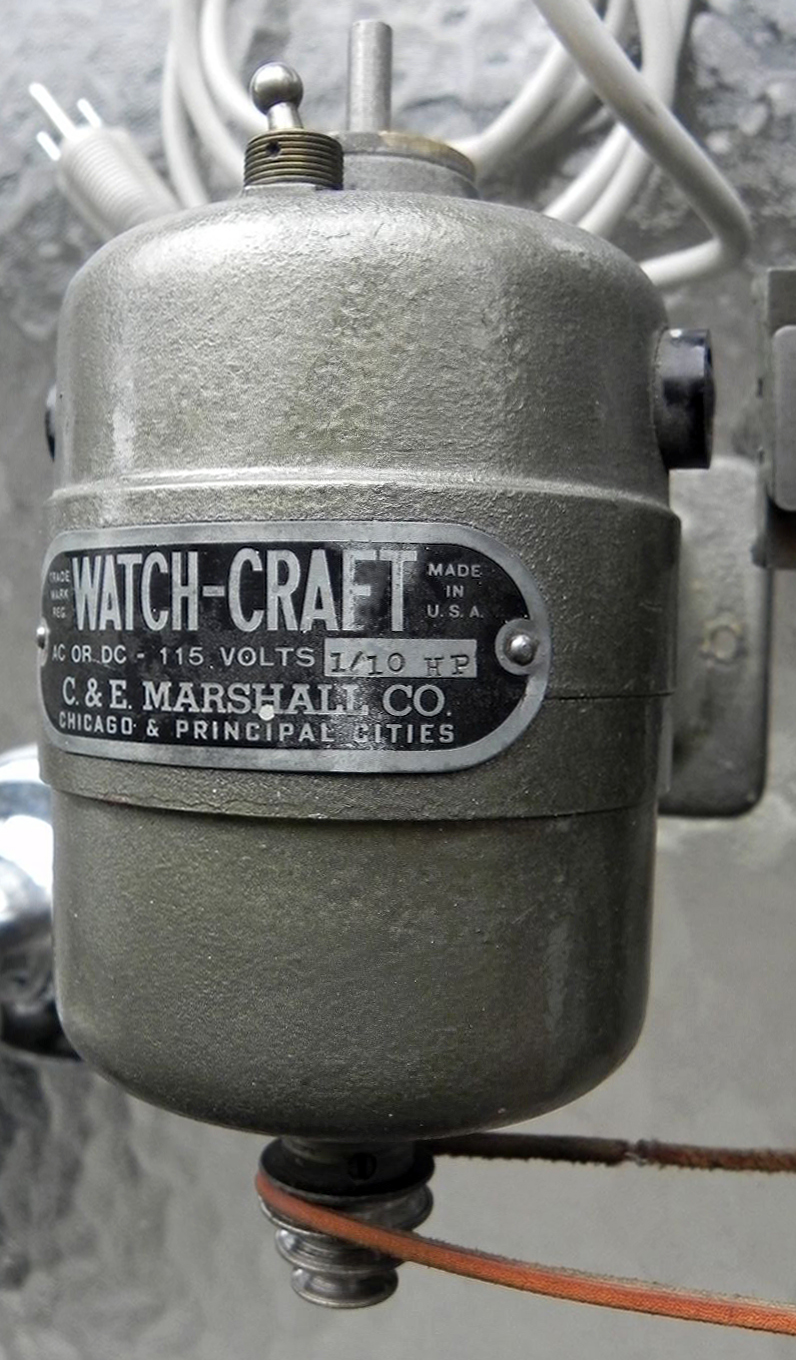 TRADE MARK REG. WATCH-CRAFT MADE IN U.S.A.
AC OR DC - 115 VOLTS 1/10 HP
C. & E. MARSHALL CO.
CHICAGO & PRINCIPAL CITIES